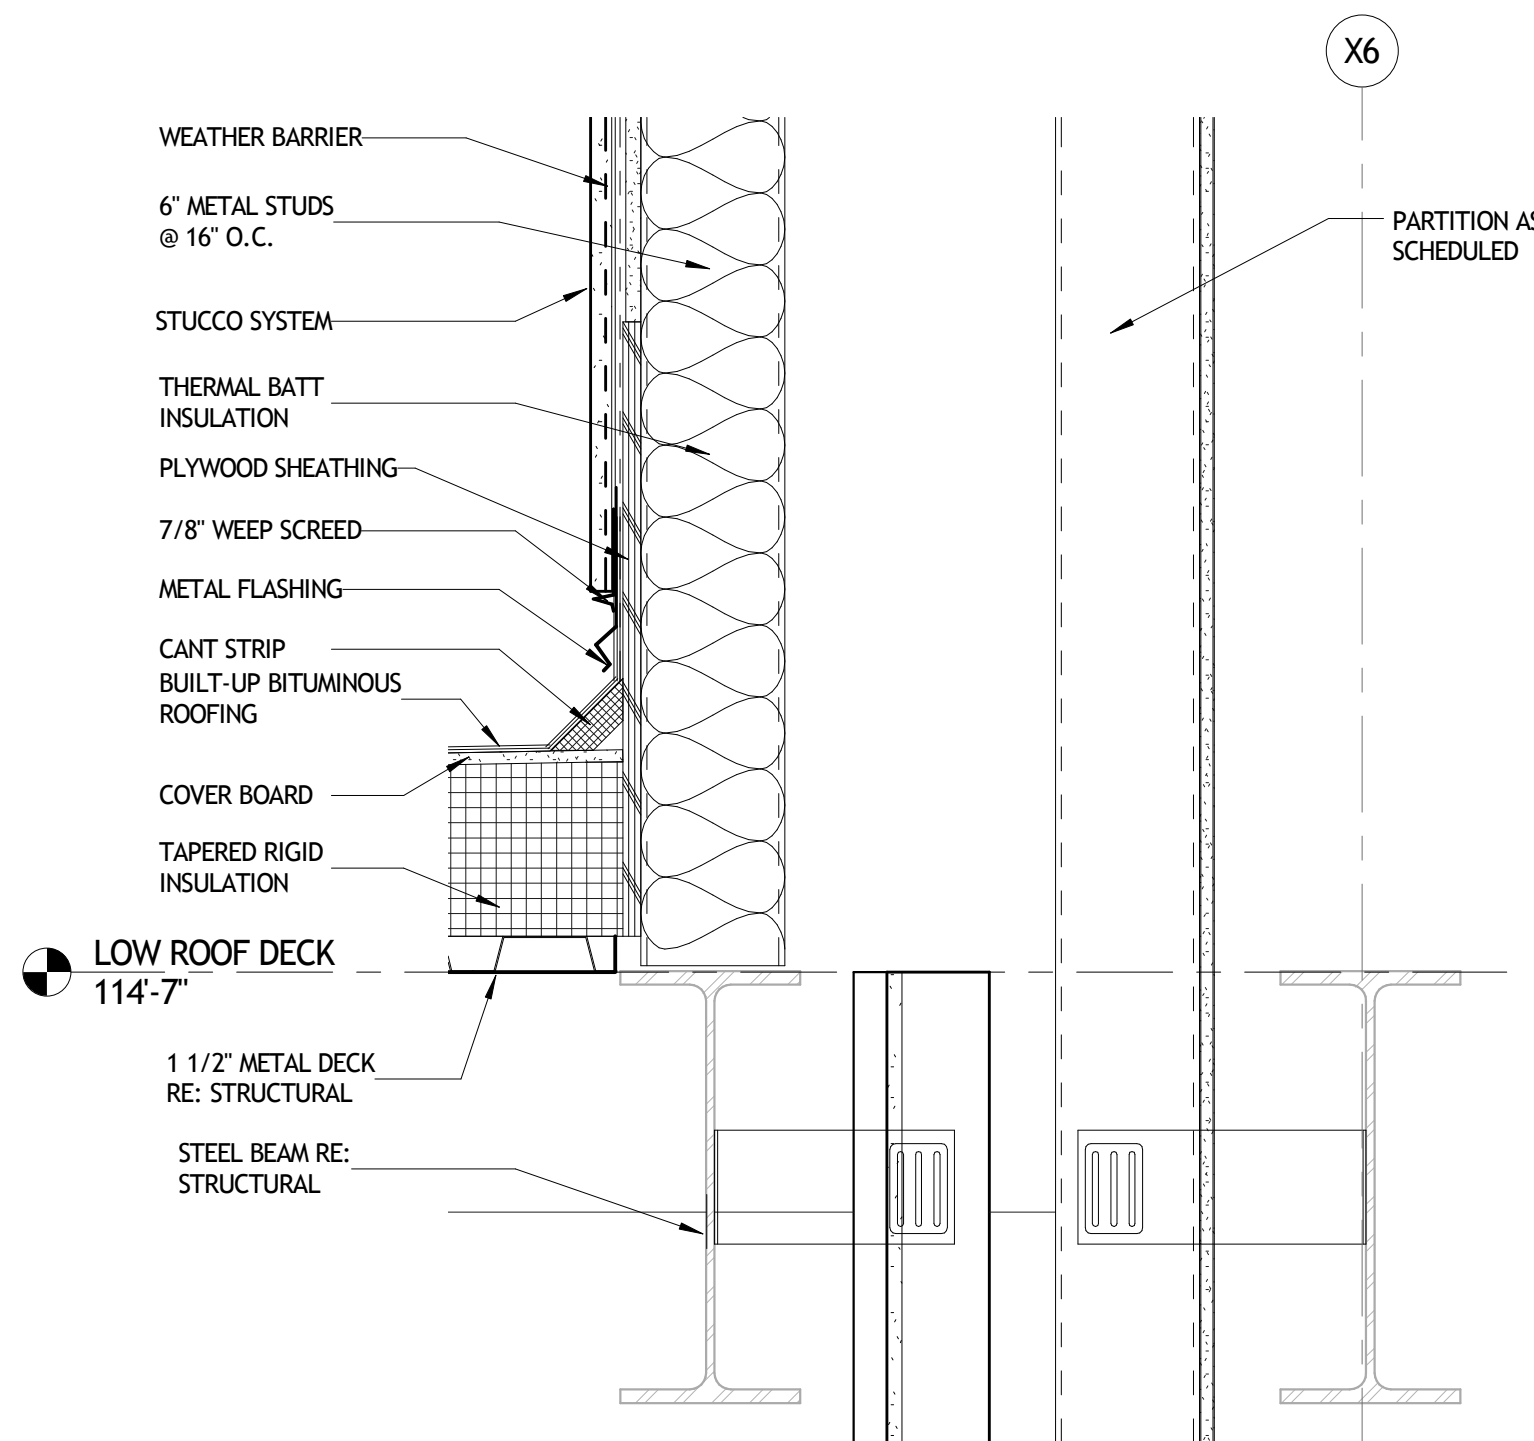 X6
WEATHER BARRIER
6" METAL STUDS
@ 16" O.C.
PARTITION AS
SCHEDULED
STUCCO SYSTEM
THERMAL BATT
INSULATION
PLYWOOD SHEATHING
7/8" WEEP SCREED
METAL FLASHING
CANT STRIP
BUILT-UP BITUMINOUS
ROOFING
COVER BOARD
TAPERED RIGID
INSULATION
LOW ROOF DECK
114'-7"
1 1/2" METAL DECK
RE: STRUCTURAL
STEEL BEAM RE:
STRUCTURAL